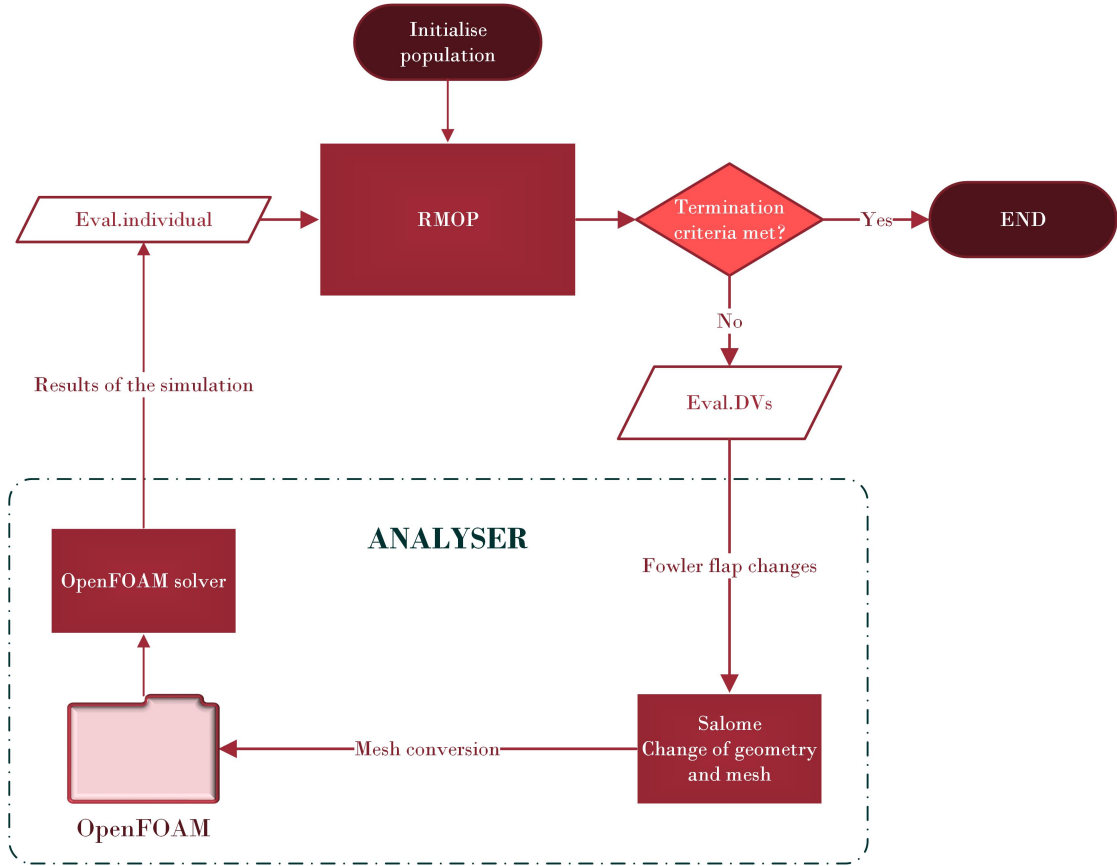 Initialise
population
Eval.individual
RMOP
Termination
criteria met?
Yes
END
No
Eval.DVs
Results of the simulation
ANALYSER
Fowler flap changes
OpenFOAM solver
Salome
Change of geometry
and mesh
Mesh conversion
OpenFOAM